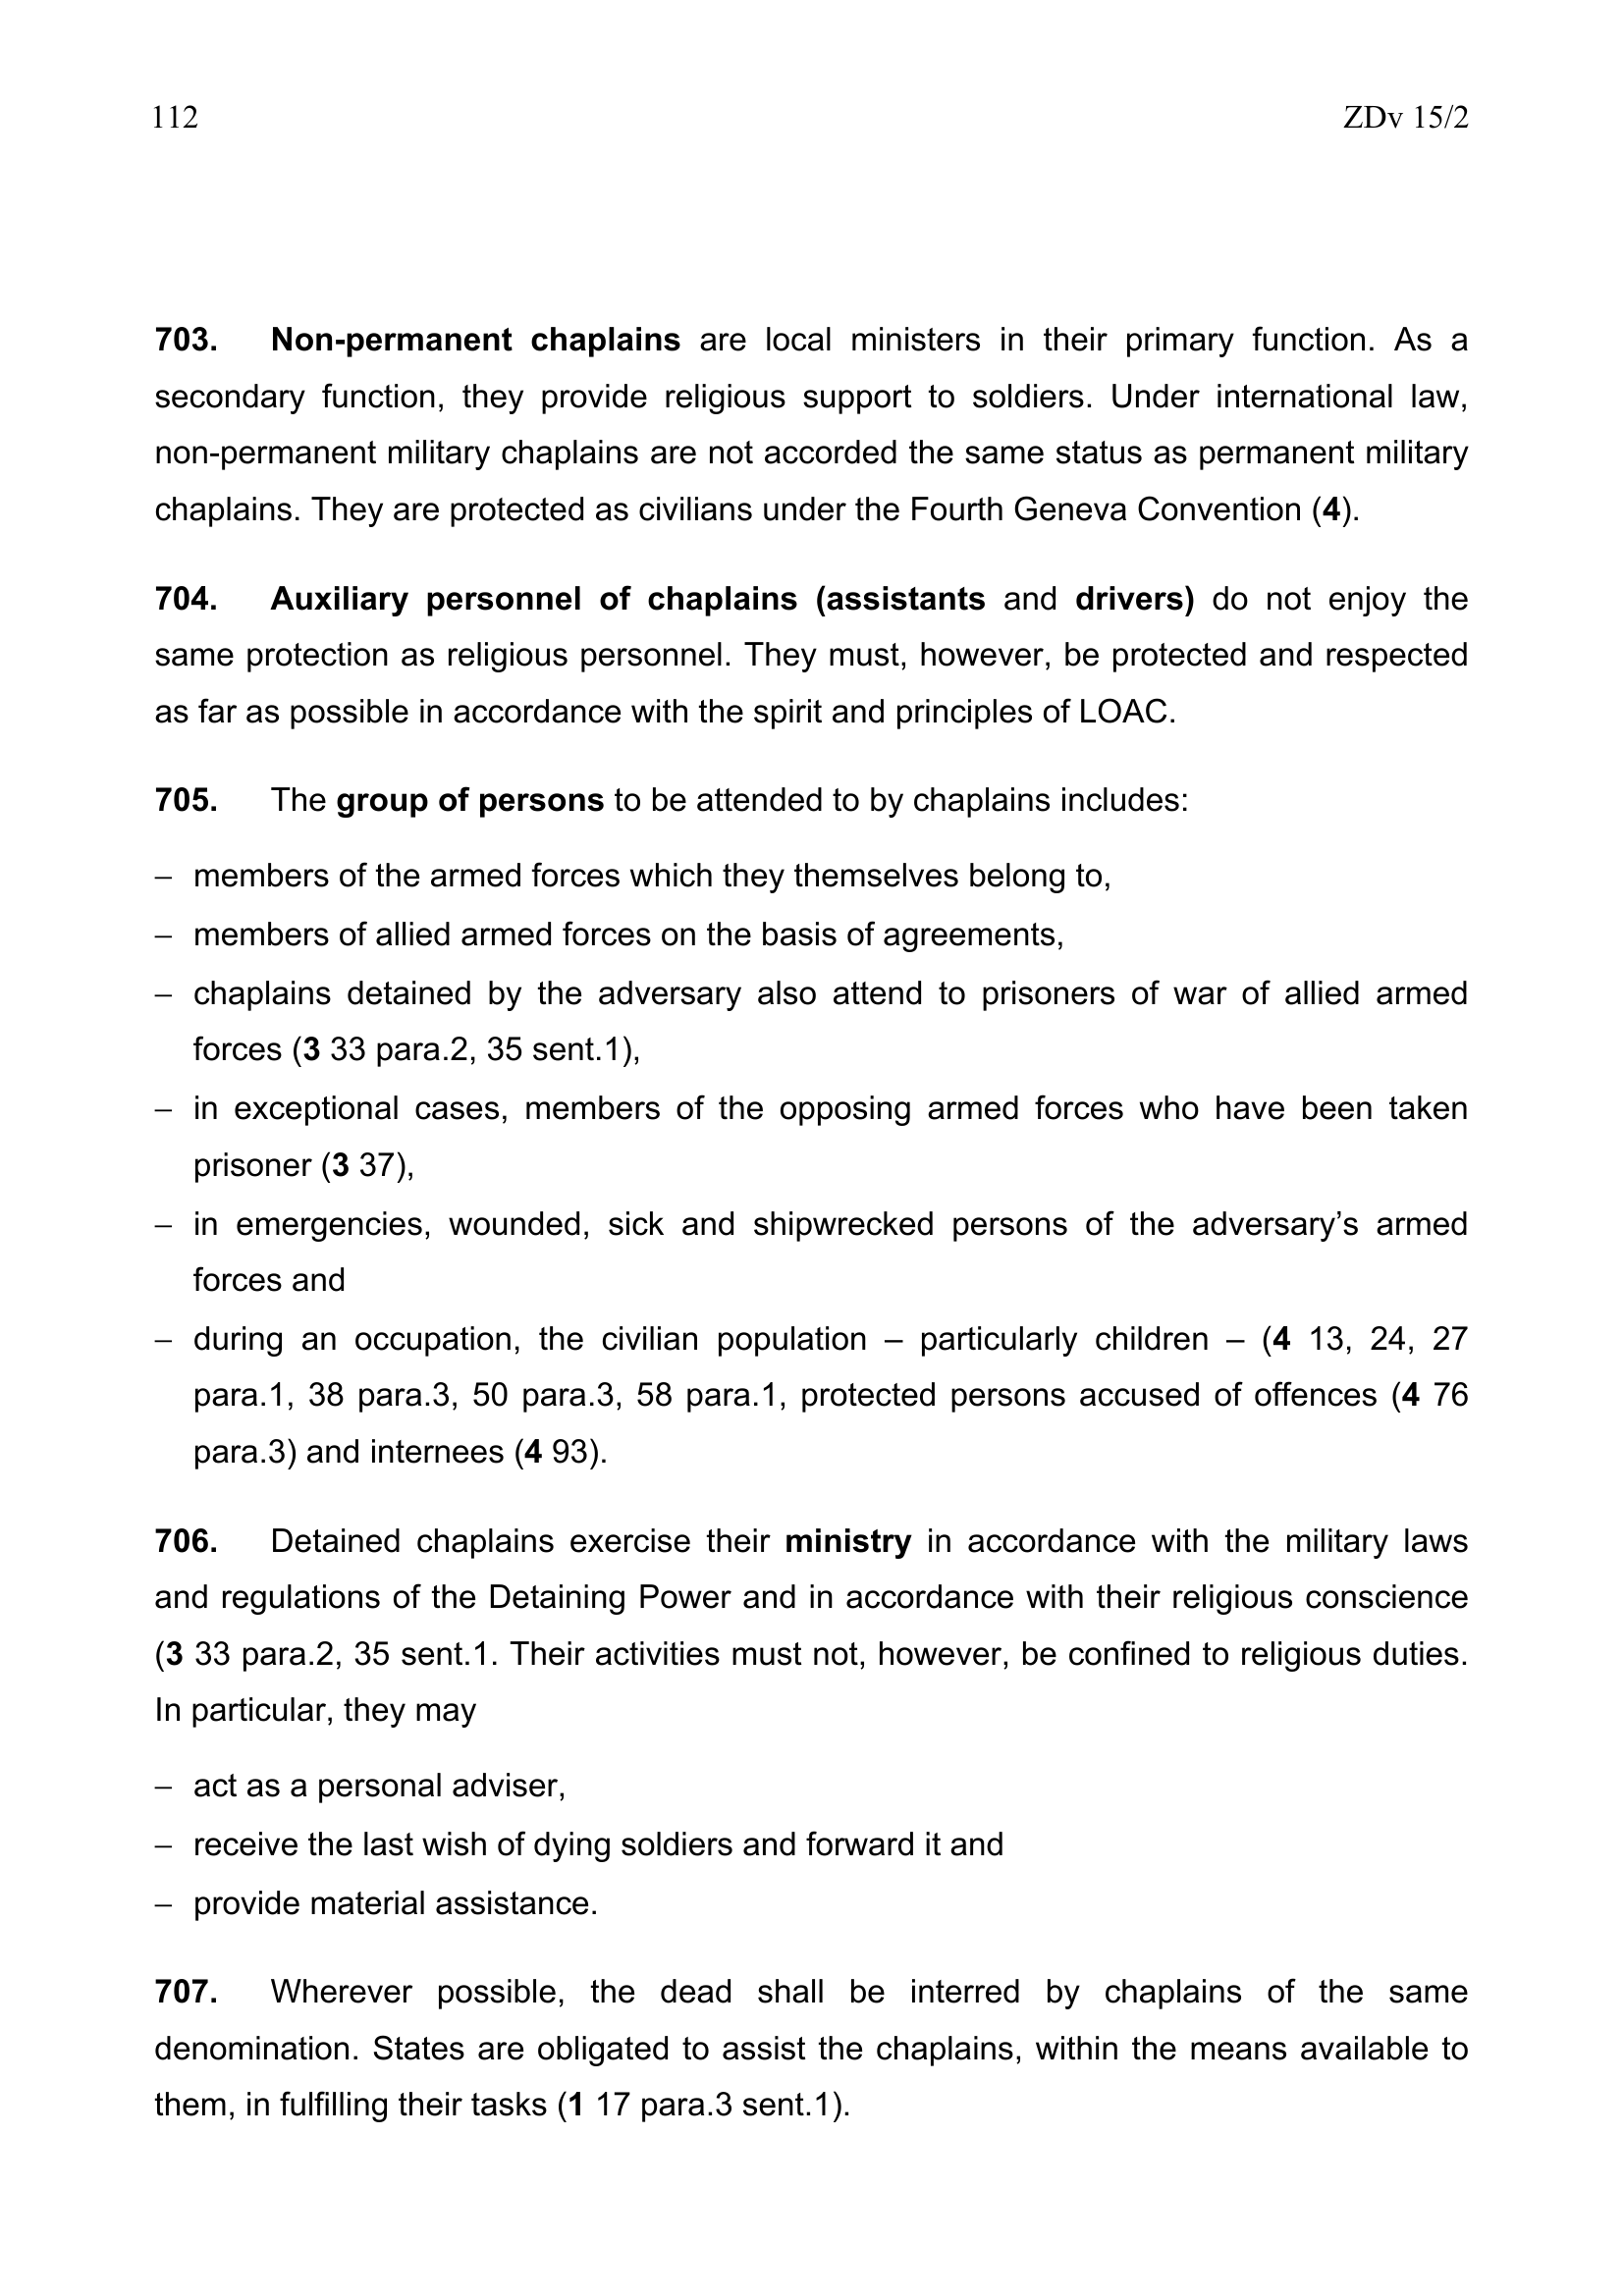 112 ZDv 15/2
703. Non-permanent chaplains are local ministers in their primary function. As a
secondary function, they provide religious support to soldiers. Under international law,
non-permanent military chaplains are not accorded the same status as permanent military
chaplains. They are protected as civilians under the Fourth Geneva Convention (4).
704. Auxiliary personnel of chaplains (assistants and drivers) do not enjoy the
same protection as religious personnel. They must, however, be protected and respected
as far as possible in accordance with the spirit and principles of LOAC.
705. The group of persons to be attended to by chaplains includes:
– members of the armed forces which they themselves belong to,
– members of allied armed forces on the basis of agreements,
– chaplains detained by the adversary also attend to prisoners of war of allied armed
forces (3 33 para.2, 35 sent.1),
– in exceptional cases, members of the opposing armed forces who have been taken
prisoner (3 37),
– in emergencies, wounded, sick and shipwrecked persons of the adversary’s armed
forces and
– during an occupation, the civilian population – particularly children – (4 13, 24, 27
para.1, 38 para.3, 50 para.3, 58 para.1, protected persons accused of offences (4 76
para.3) and internees (4 93).
706. Detained chaplains exercise their ministry in accordance with the military laws
and regulations of the Detaining Power and in accordance with their religious conscience
(3 33 para.2, 35 sent.1. Their activities must not, however, be confined to religious duties.
In particular, they may
– act as a personal adviser,
– receive the last wish of dying soldiers and forward it and
– provide material assistance.
707. Wherever possible, the dead shall be interred by chaplains of the same
denomination. States are obligated to assist the chaplains, within the means available to
them, in fulfilling their tasks (1 17 para.3 sent.1).